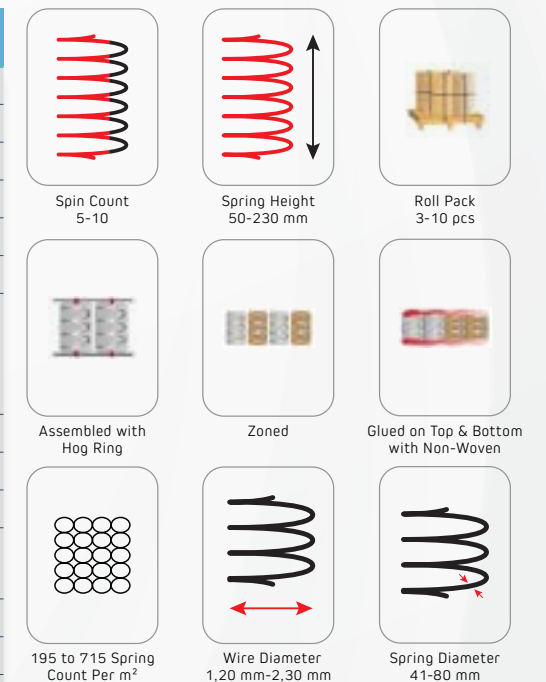 Spin Count
5-10
Spring Height
50-230 mm
Roll Pack
3-10 pcs
Assembled with
Hog Ring
Zoned
Glued on Top & Bottom
with Non-Woven
195 to 715 Spring
Count Per m²
Wire Diameter
1,20 mm-2,30 mm
Spring Diameter
41-80 mm